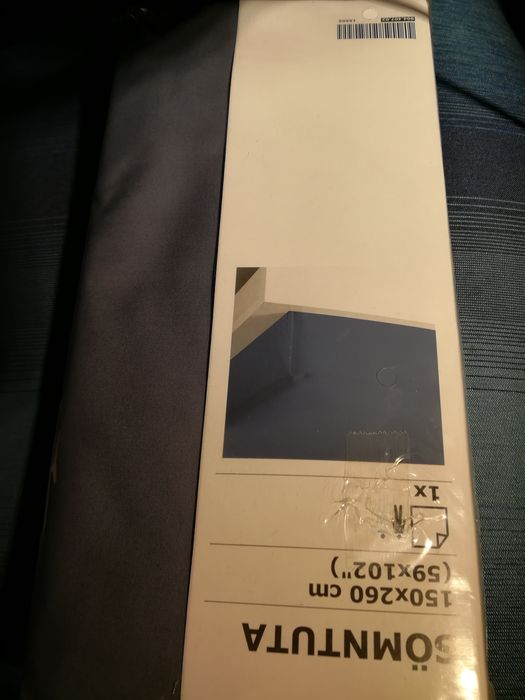 SÖMNTUTA
150x260 cm
(59x102")
1x